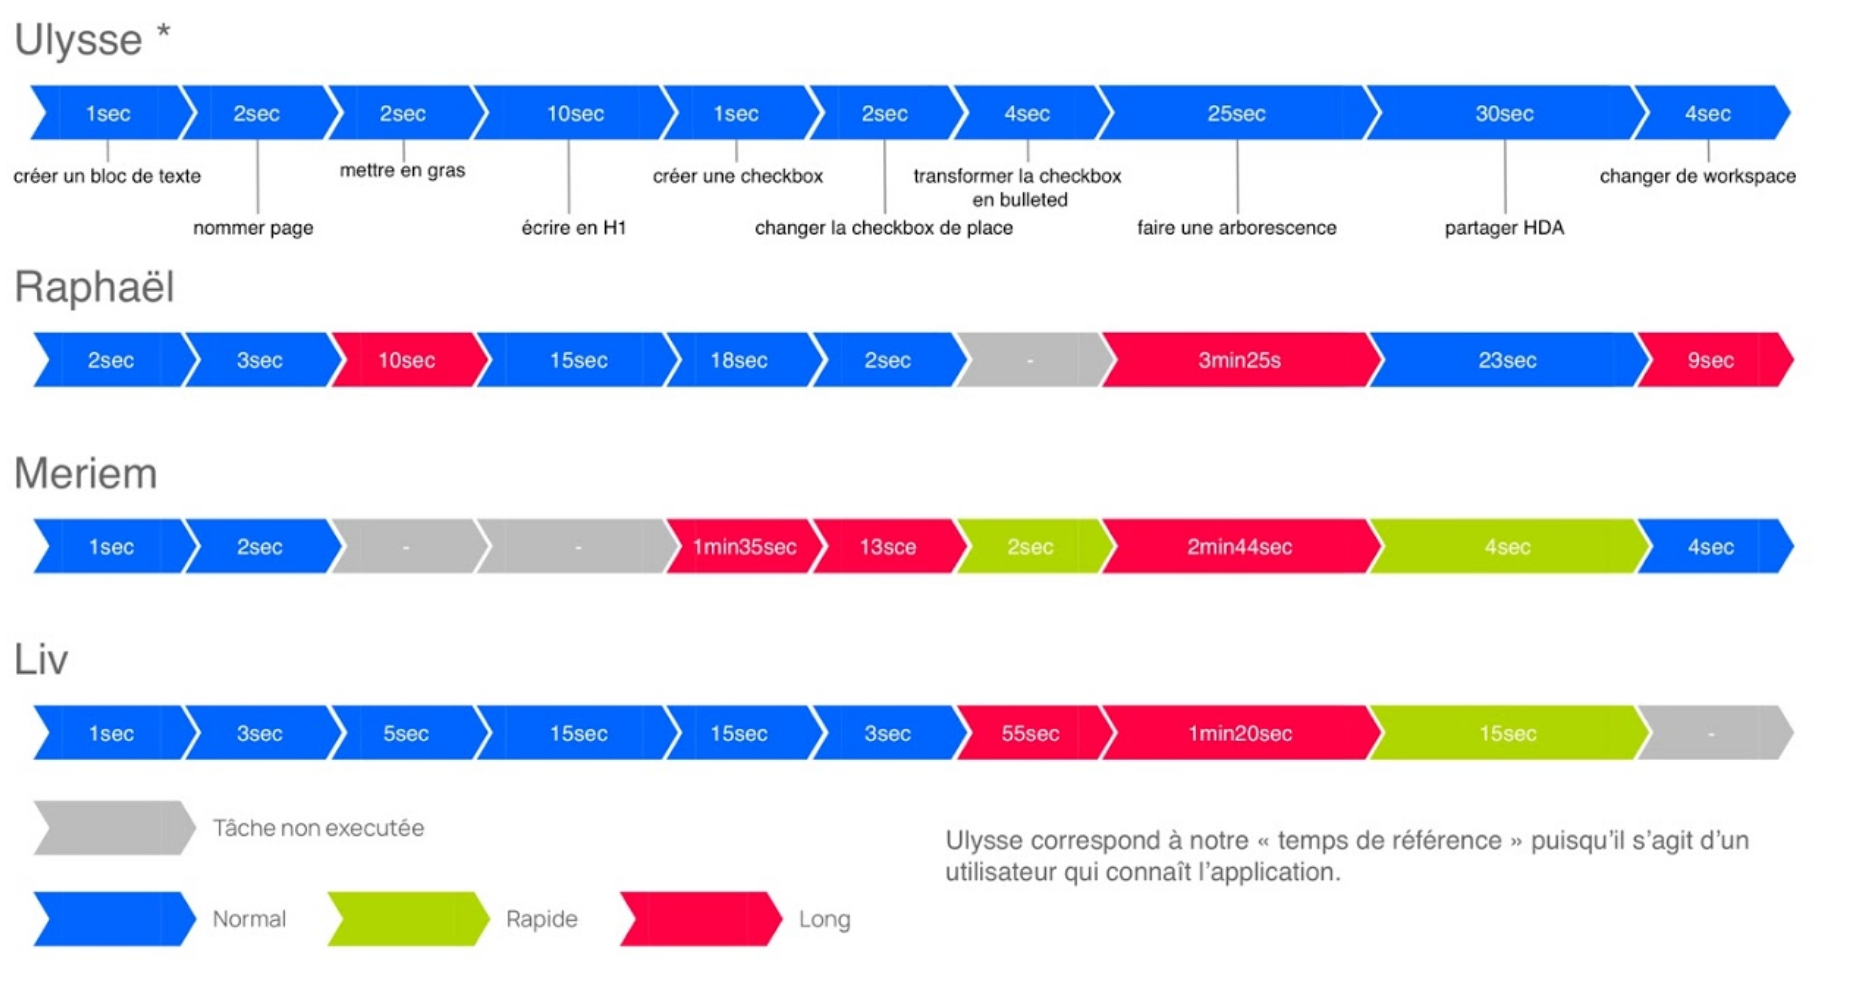 Ulysse *
1sec
2sec
2sec
10sec
1sec
2sec
4sec
25sec
30sec
4sec
créer un bloc de texte
nommer page
mettre en gras
écrire en H1
créer une checkbox
changer la checkbox de place
transformer la checkbox
en bulleted
faire une arborescence
partager HDA
changer de workspace
Raphaël
2sec
3sec
10sec
15sec
18sec
2sec
-
3min25s
23sec
9sec
Meriem
1sec
2sec
-
-
1min35sec
13sce
2sec
2min44sec
4sec
4sec
Liv
1sec
3sec
5sec
15sec
15sec
3sec
55sec
1min20sec
15sec
-
Tâche non executée
Normal
Rapide
Long
Ulysse correspond à notre « temps de référence » puisqu’il s’agit d’un
utilisateur qui connaît l’application.